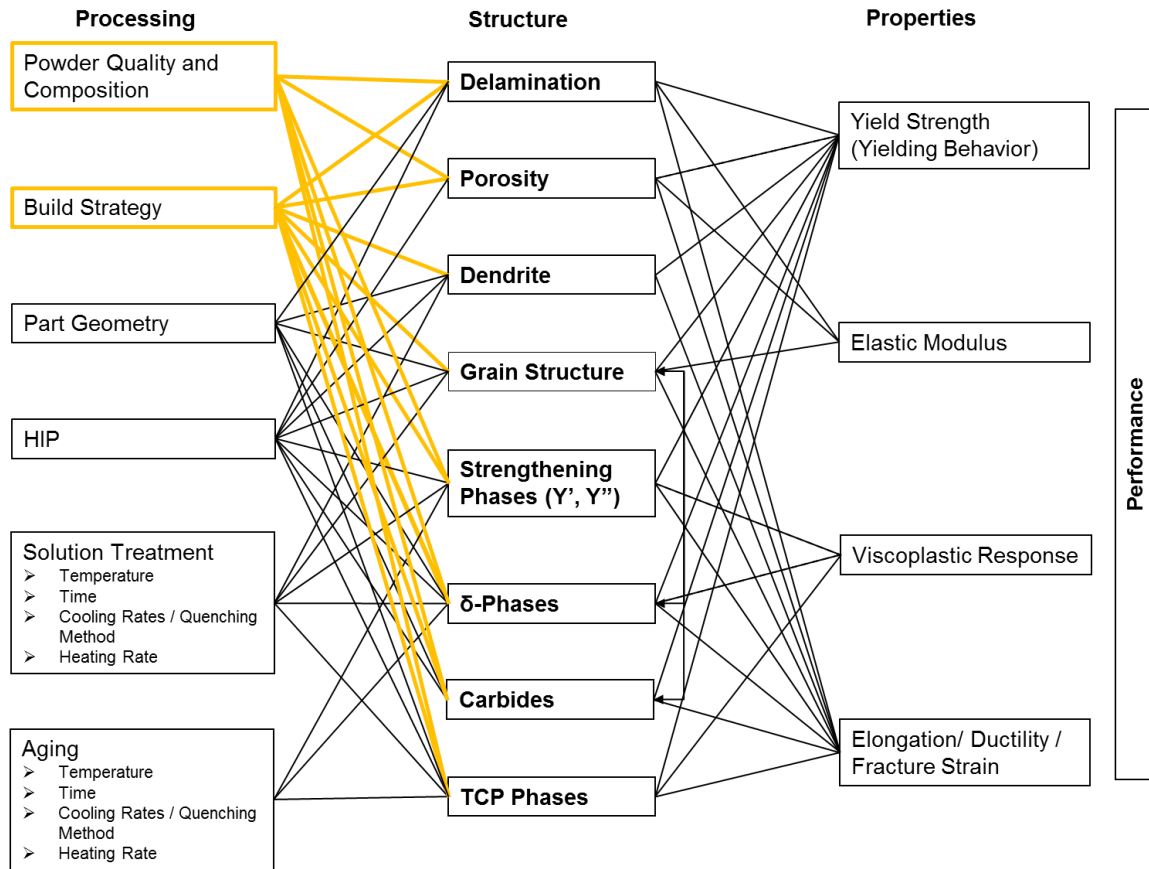 Processing
Structure
Properties
Powder Quality and
Composition
Build Strategy
Part Geometry
HIP
Solution Treatment
➢ Temperature
➢ Time
➢ Cooling Rates / Quenching
Method
➢ Heating Rate
Aging
➢ Temperature
➢ Time
➢ Cooling Rates / Quenching
Method
➢ Heating Rate
Delamination
Porosity
Dendrite
Grain Structure
Strengthening
Phases (Y’, Y”)
δ-Phases
Carbides
TCP Phases
Yield Strength
(Yielding Behavior)
Elastic Modulus
Viscoplastic Response
Elongation/ Ductility /
Fracture Strain
Performance